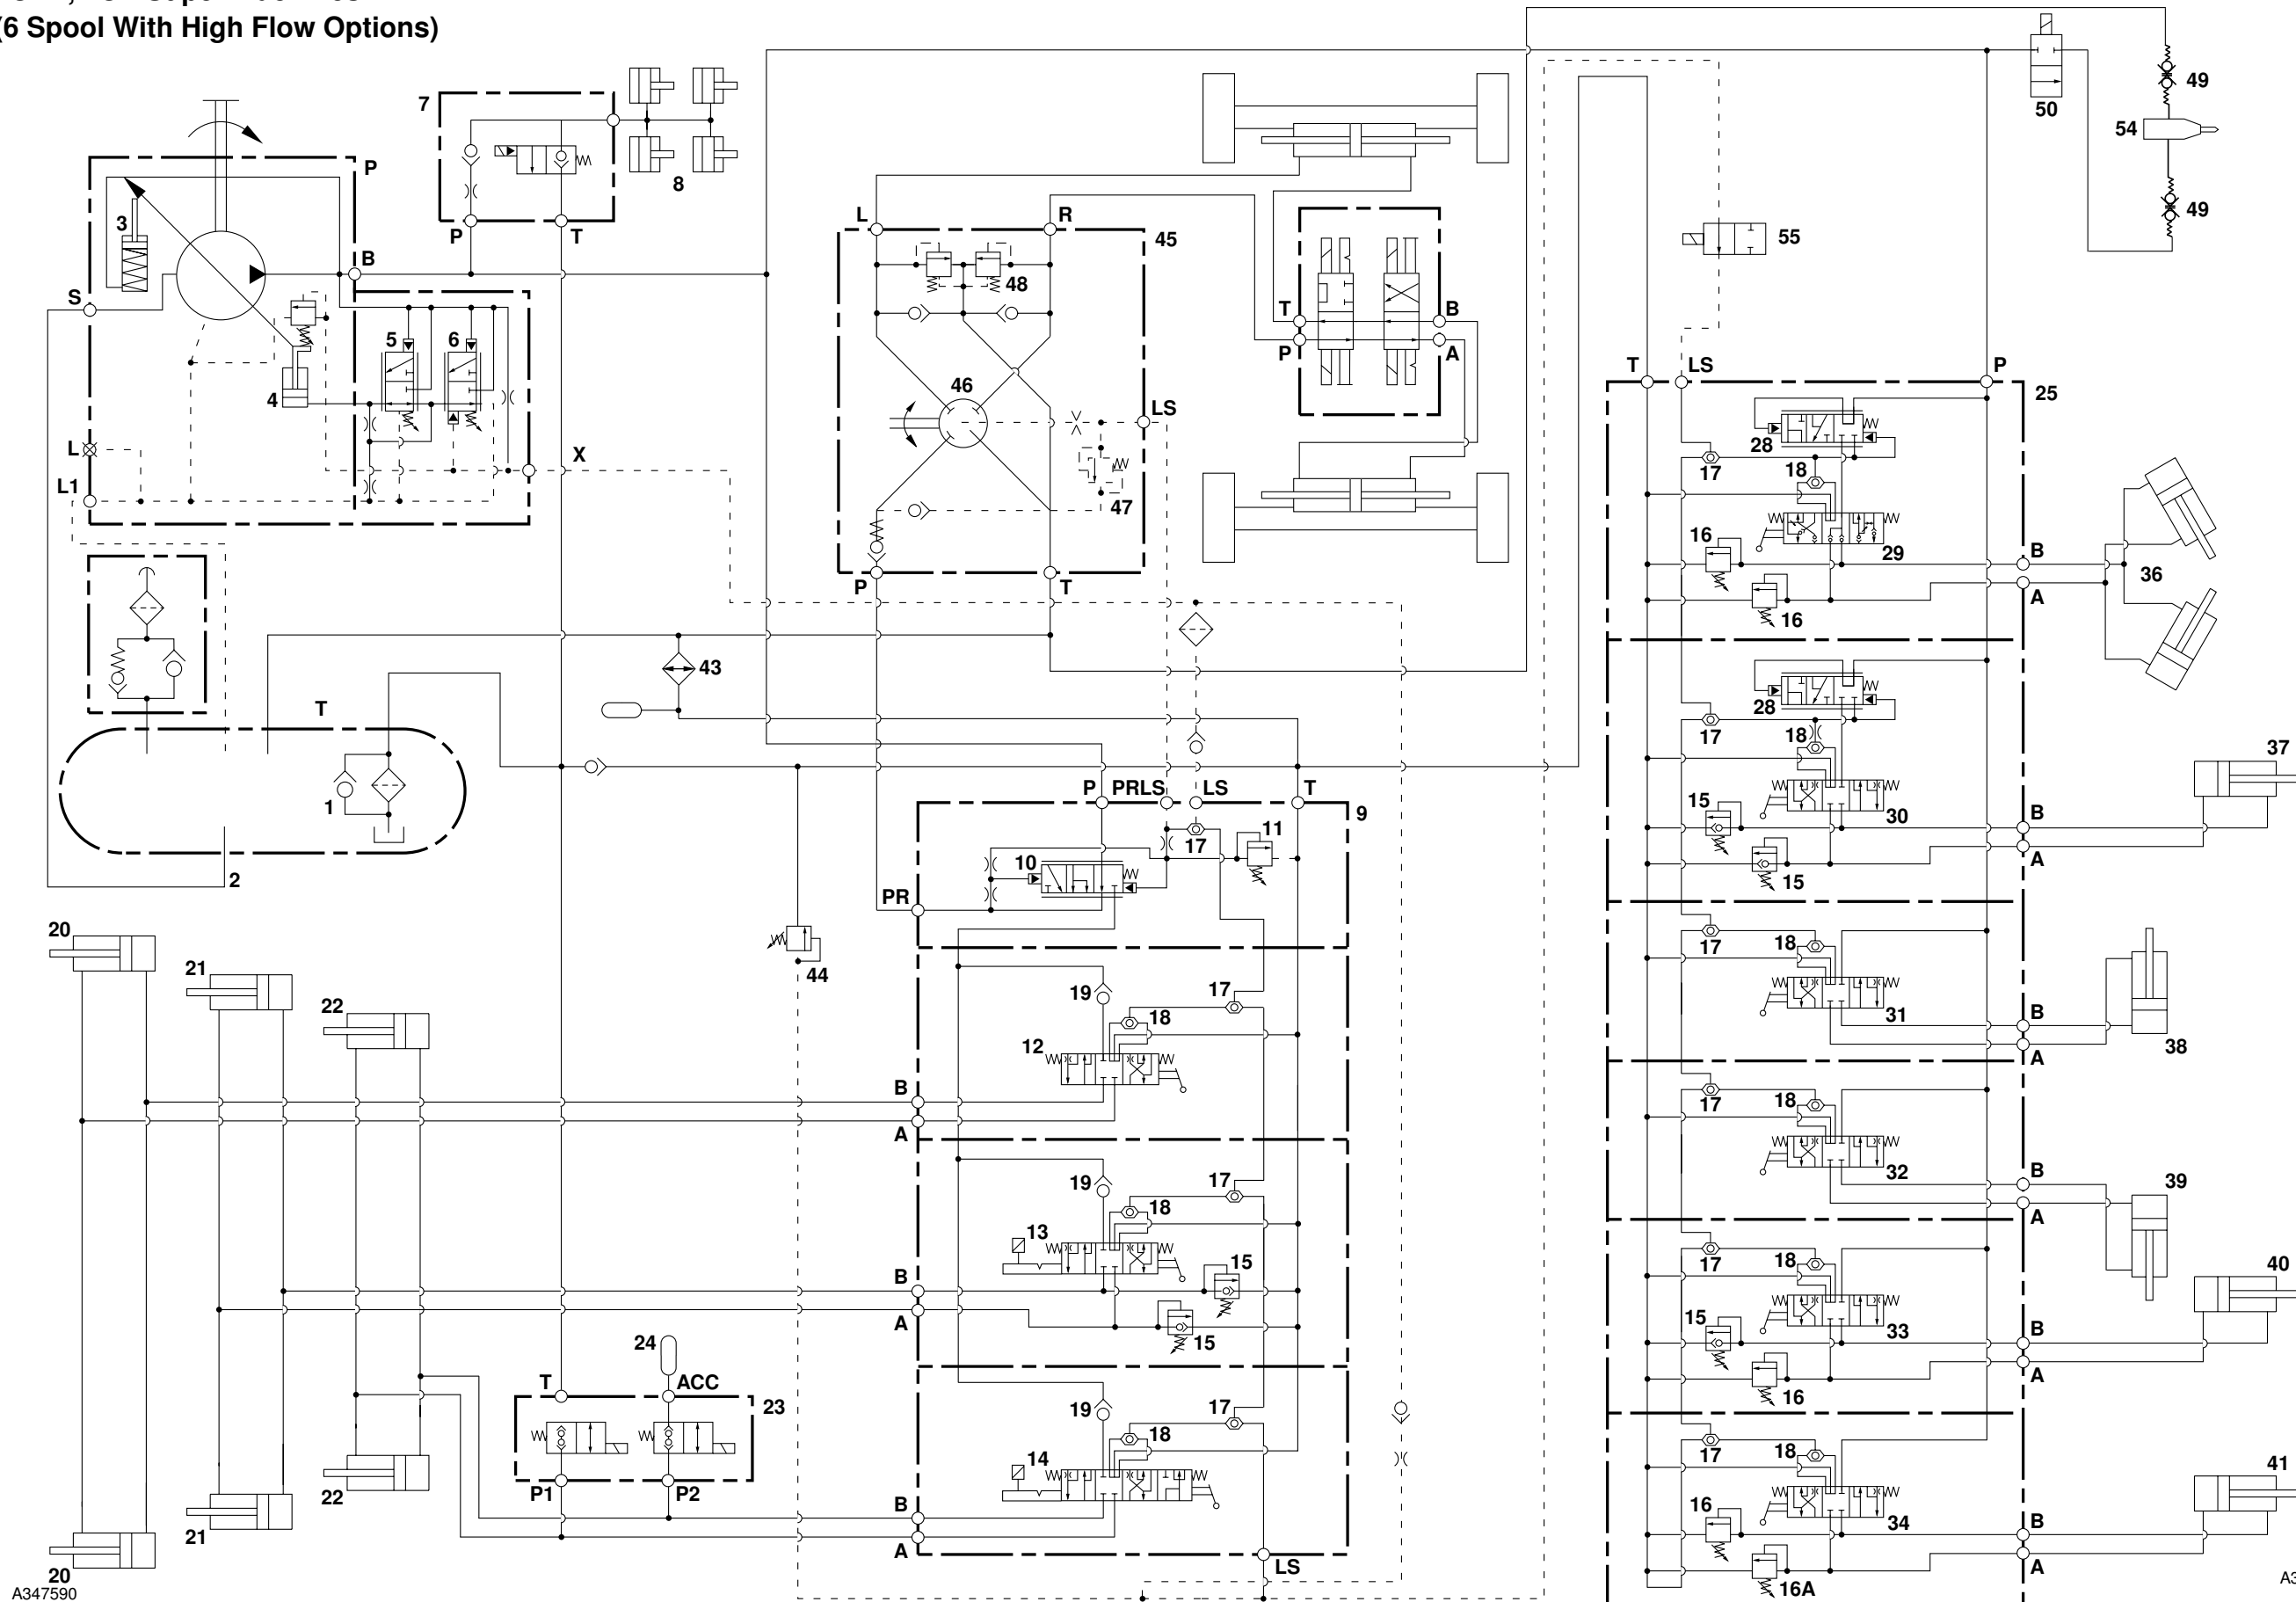 (6 Spool With High Flow Options)
7
8
P
3
B
S
5
6
4
L
L1
X
P
T
L
R
45
48
46
LS
47
P
T
T
B
P
A
50
49
54
49
55
T
LS
P
25
28
17
18
29
16
B
A
16
36
28
17
18
30
15
B
A
15
37
17
18
31
B
A
38
17
18
32
B
A
39
17
18
33
15
B
A
16
40
17
18
34
16
B
A
16A
41
T
1
2
43
44
P
PRLS
LS
T
9
17
11
10
PR
19
17
18
12
B
A
19
17
18
13
15
B
A
15
19
17
18
14
B
A
LS
20
21
22
22
21
20
24
T
ACC
23
P1
P2
A347590